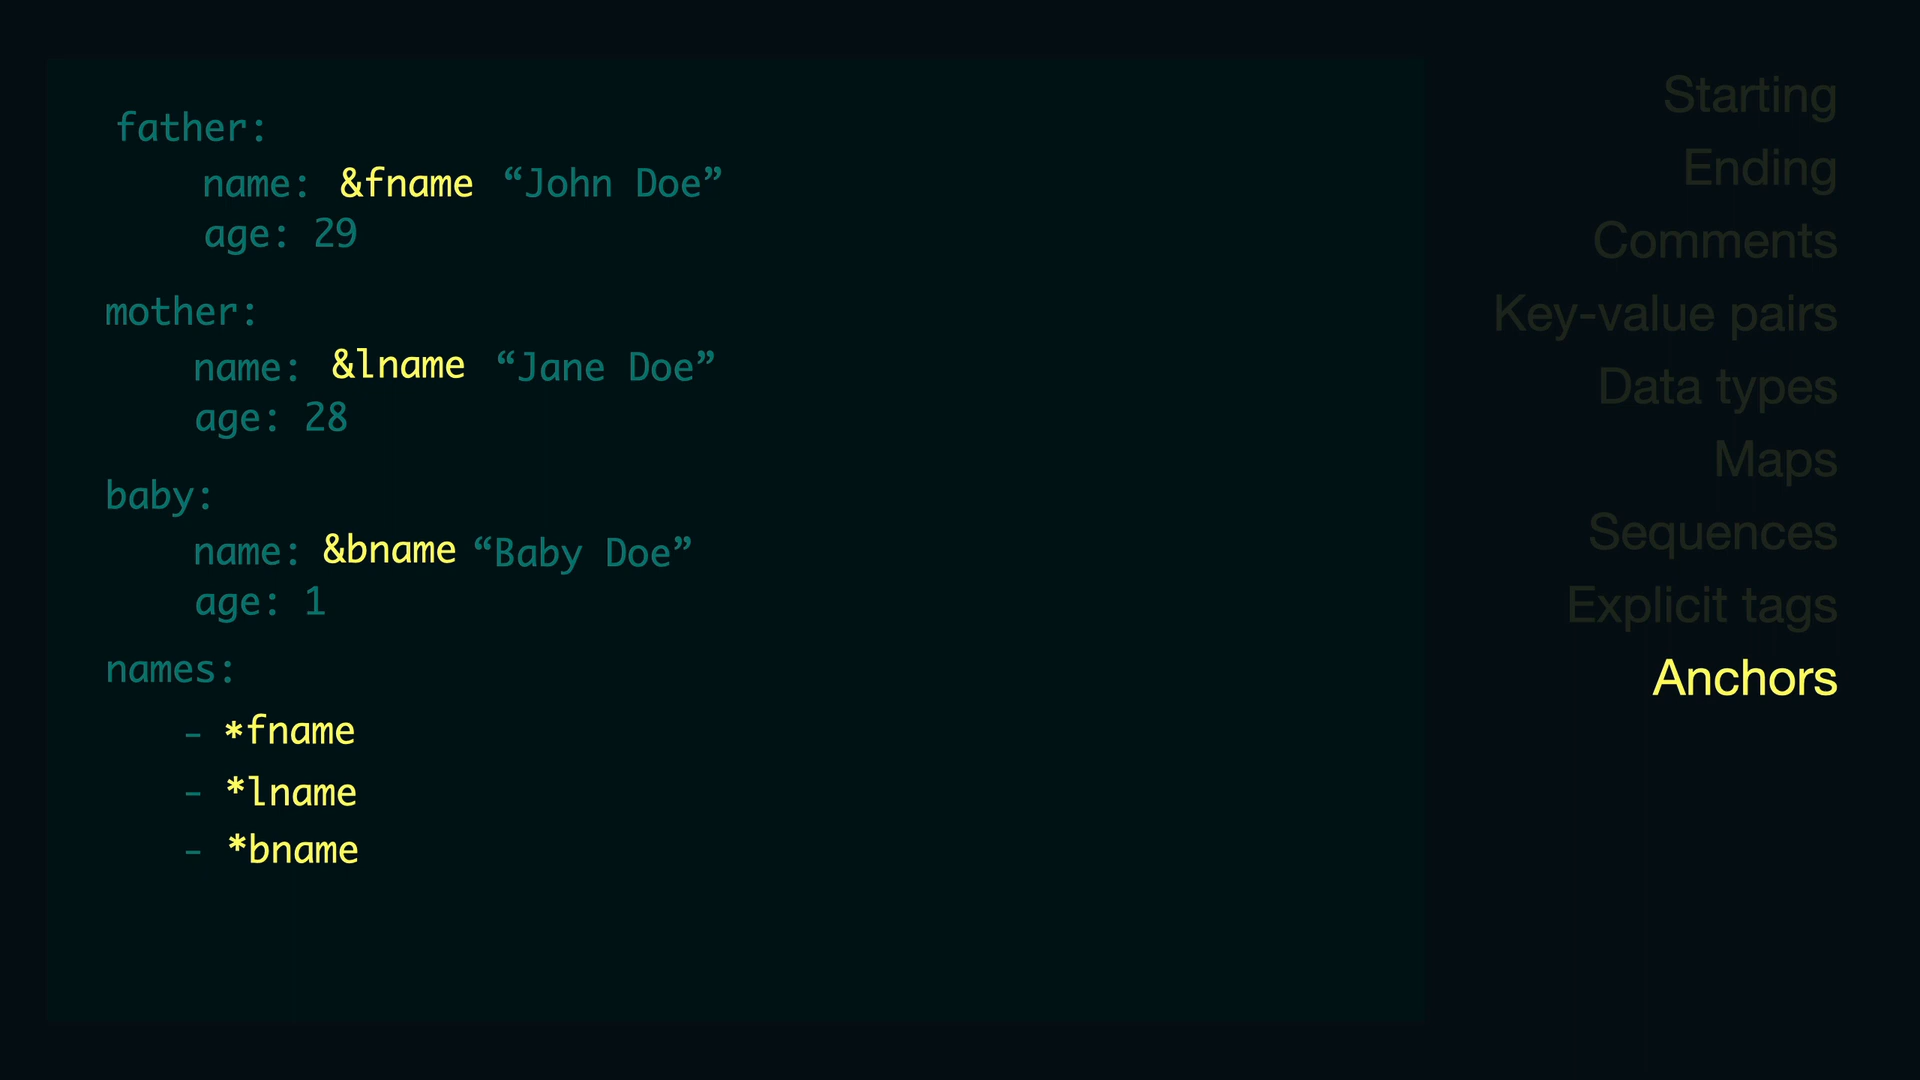 father:
name: &fname “John Doe”
age: 29
mother:
name: &lname “Jane Doe”
age: 28
baby:
name: &bname “Baby Doe”
age: 1
names:
- *fname
- *lname
- *bname
Starting
Ending
Comments
Key-value pairs
Data types
Maps
Sequences
Explicit tags
Anchors